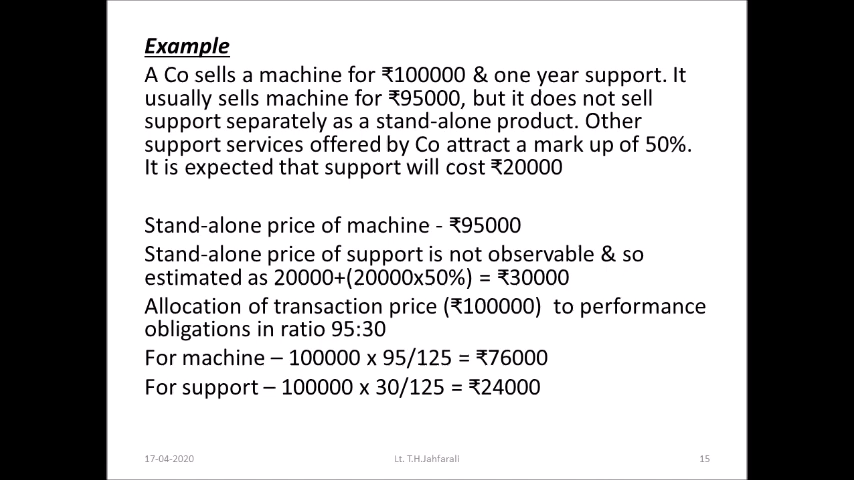 Example
A Co sells a machine for ₹100000 & one year support. It
usually sells machine for ₹95000, but it does not sell
support separately as a stand-alone product. Other
support services offered by Co attract a mark up of 50%.
It is expected that support will cost ₹20000
Stand-alone price of machine - ₹95000
Stand-alone price of support is not observable & so
estimated as 20000+(20000x50%) = ₹30000
Allocation of transaction price (₹100000)  to performance
obligations in ratio 95:30
For machine – 100000 x 95/125 = ₹76000
For support – 100000 x 30/125 = ₹24000
17-04-2020
Lt. T.H.Jahfarali
15